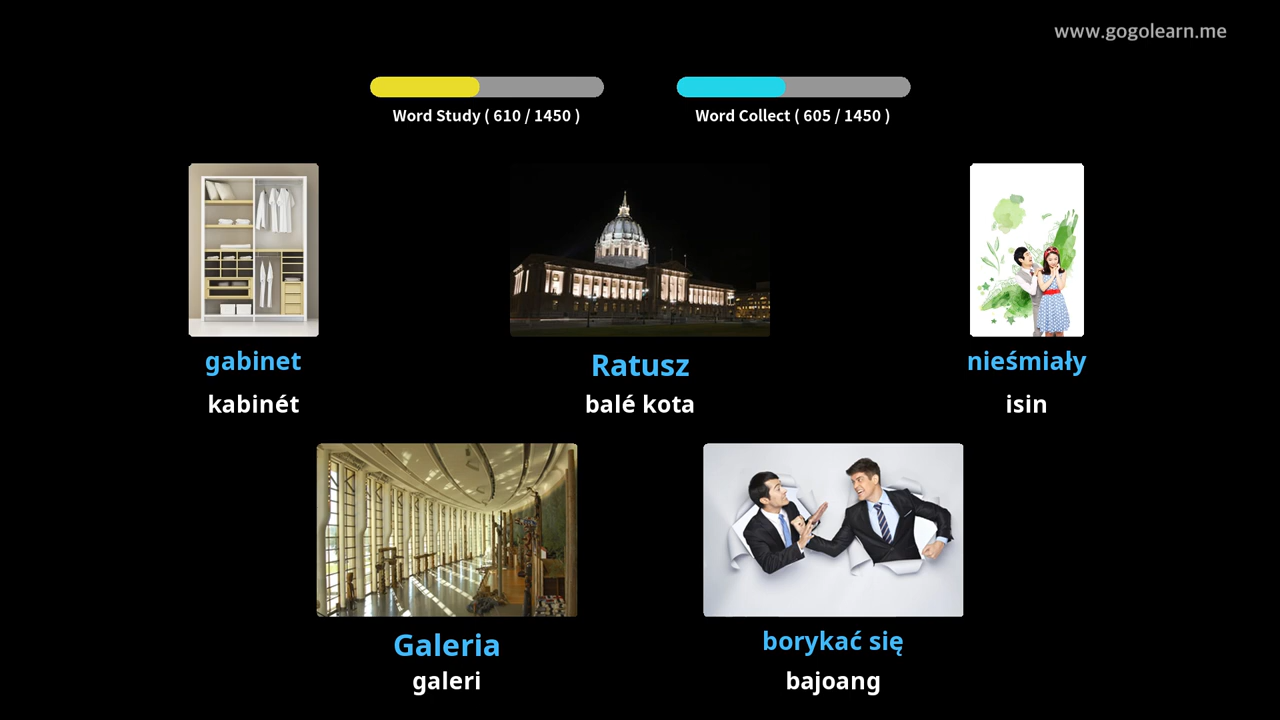 www.gogolearn.me
Word Study ( 610 / 1450 )
Word Collect ( 605 / 1450 )
gabinet
kabinét
Ratusz
balé kota
nieśmiały
isin
Galeria
galeri
borykać się
bajoang